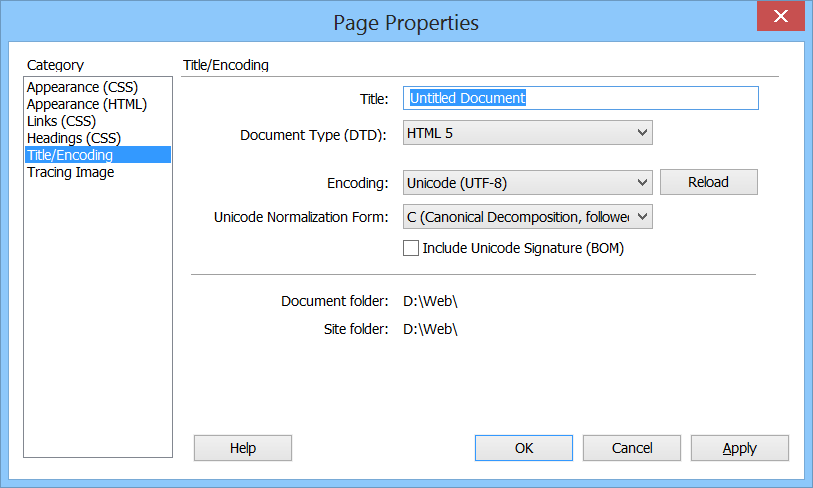 Page Properties
Category
Appearance (CSS)
Appearance (HTML)
Links (CSS)
Headings (CSS)
Title/Encoding
Tracing Image
Title/Encoding
Title: Untitled Document
Document Type (DTD): HTML 5
Encoding: Unicode (UTF-8) Reload
Unicode Normalization Form: C (Canonical Decomposition, followed
Include Unicode Signature (BOM)
Document folder: D:\Web\
Site folder: D:\Web\
Help OK Cancel Apply